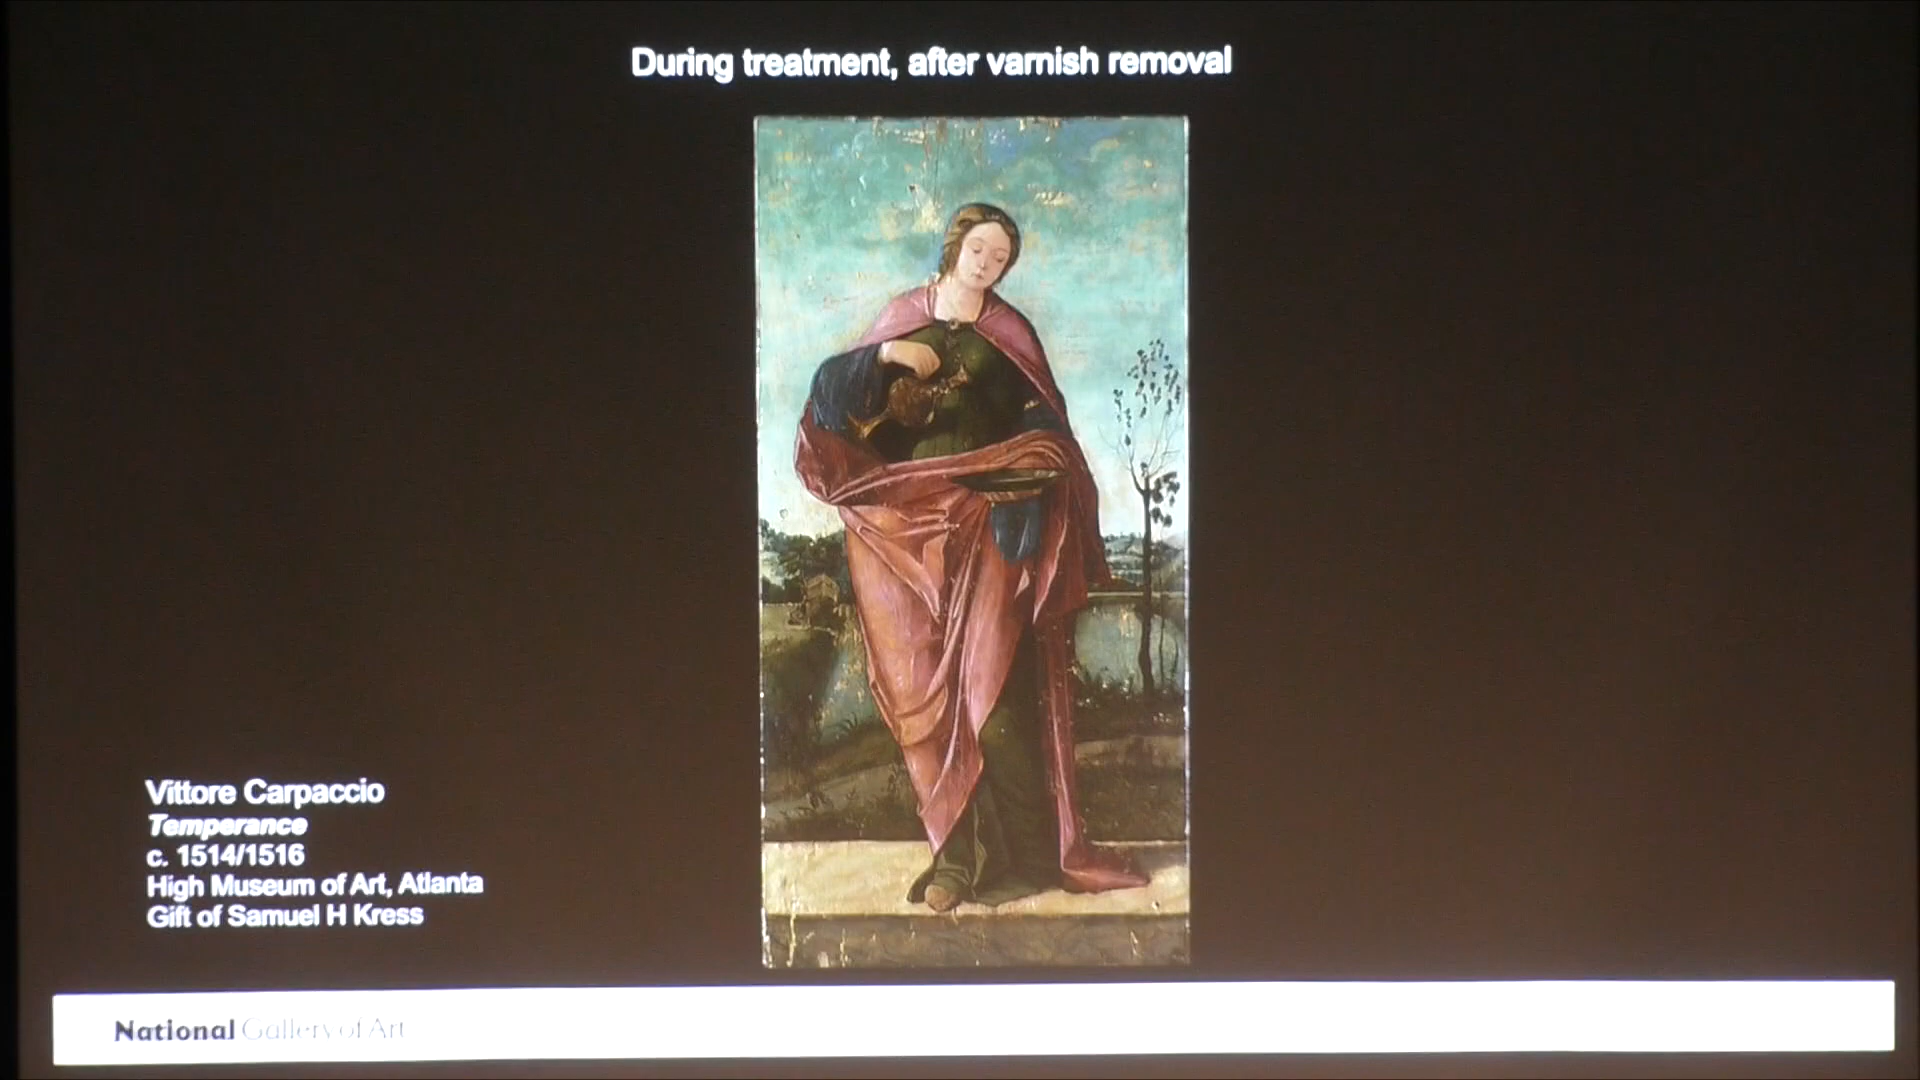 During treatment, after varnish removal
Vittore Carpaccio
Temperance
c. 1514/1516
High Museum of Art, Atlanta
Gift of Samuel H Kress
National Gallery of Art